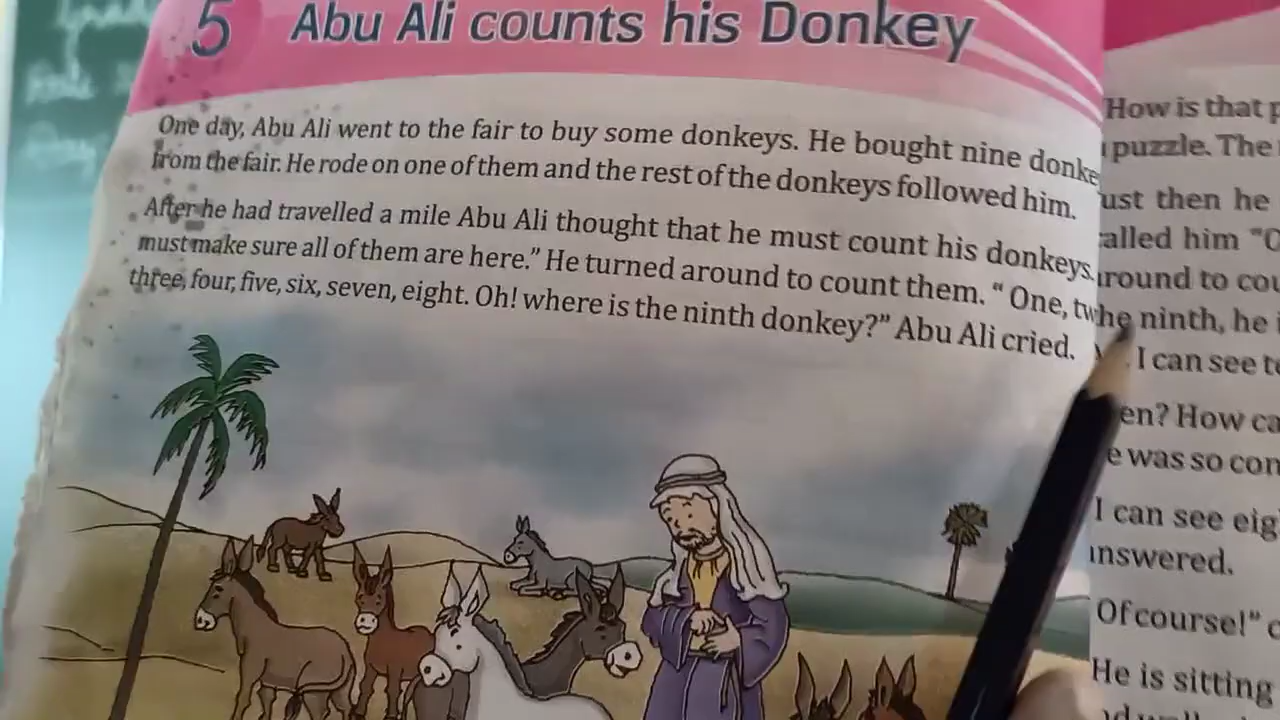 5 Abu Ali counts his Donkey
One day, Abu Ali went to the fair to buy some donkeys. He bought nine donke
from the fair. He rode on one of them and the rest of the donkeys followed him.
After he had travelled a mile Abu Ali thought that he must count his donkeys.
must make sure all of them are here.” He turned around to count them. “ One, tw
three, four, five, six, seven, eight. Oh! where is the ninth donkey?” Abu Ali cried.
How is that p
puzzle. The
ust then he
alled him “C
around to cou
he ninth, he i
I can see te
en? How ca
e was so con
I can see eig
answered.
Of course!” c
He is sitting